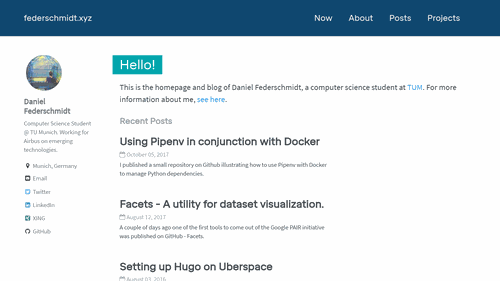 federschmidt.xyz
Now
About
Posts
Projects
Hello!
This is the homepage and blog of Daniel Federschmidt, a computer science student at TUM. For more
information about me, see here.
Daniel
Federschmidt
Computer Science Student
@ TU Munich. Working for
Airbus on emerging
technologies.
Munich, Germany
Email
Twitter
LinkedIn
XING
GitHub
Recent Posts
Using Pipenv in conjunction with Docker
October 05, 2017
I published a small repository on Github illustrating how to use Pipenv with Docker
to manage Python dependencies.
Facets - A utility for dataset visualization.
August 12, 2017
A couple of days ago one of the first tools to come out of the Google PAIR initiative
was published on GitHub - Facets.
Setting up Hugo on Uberspace
August 03, 2016